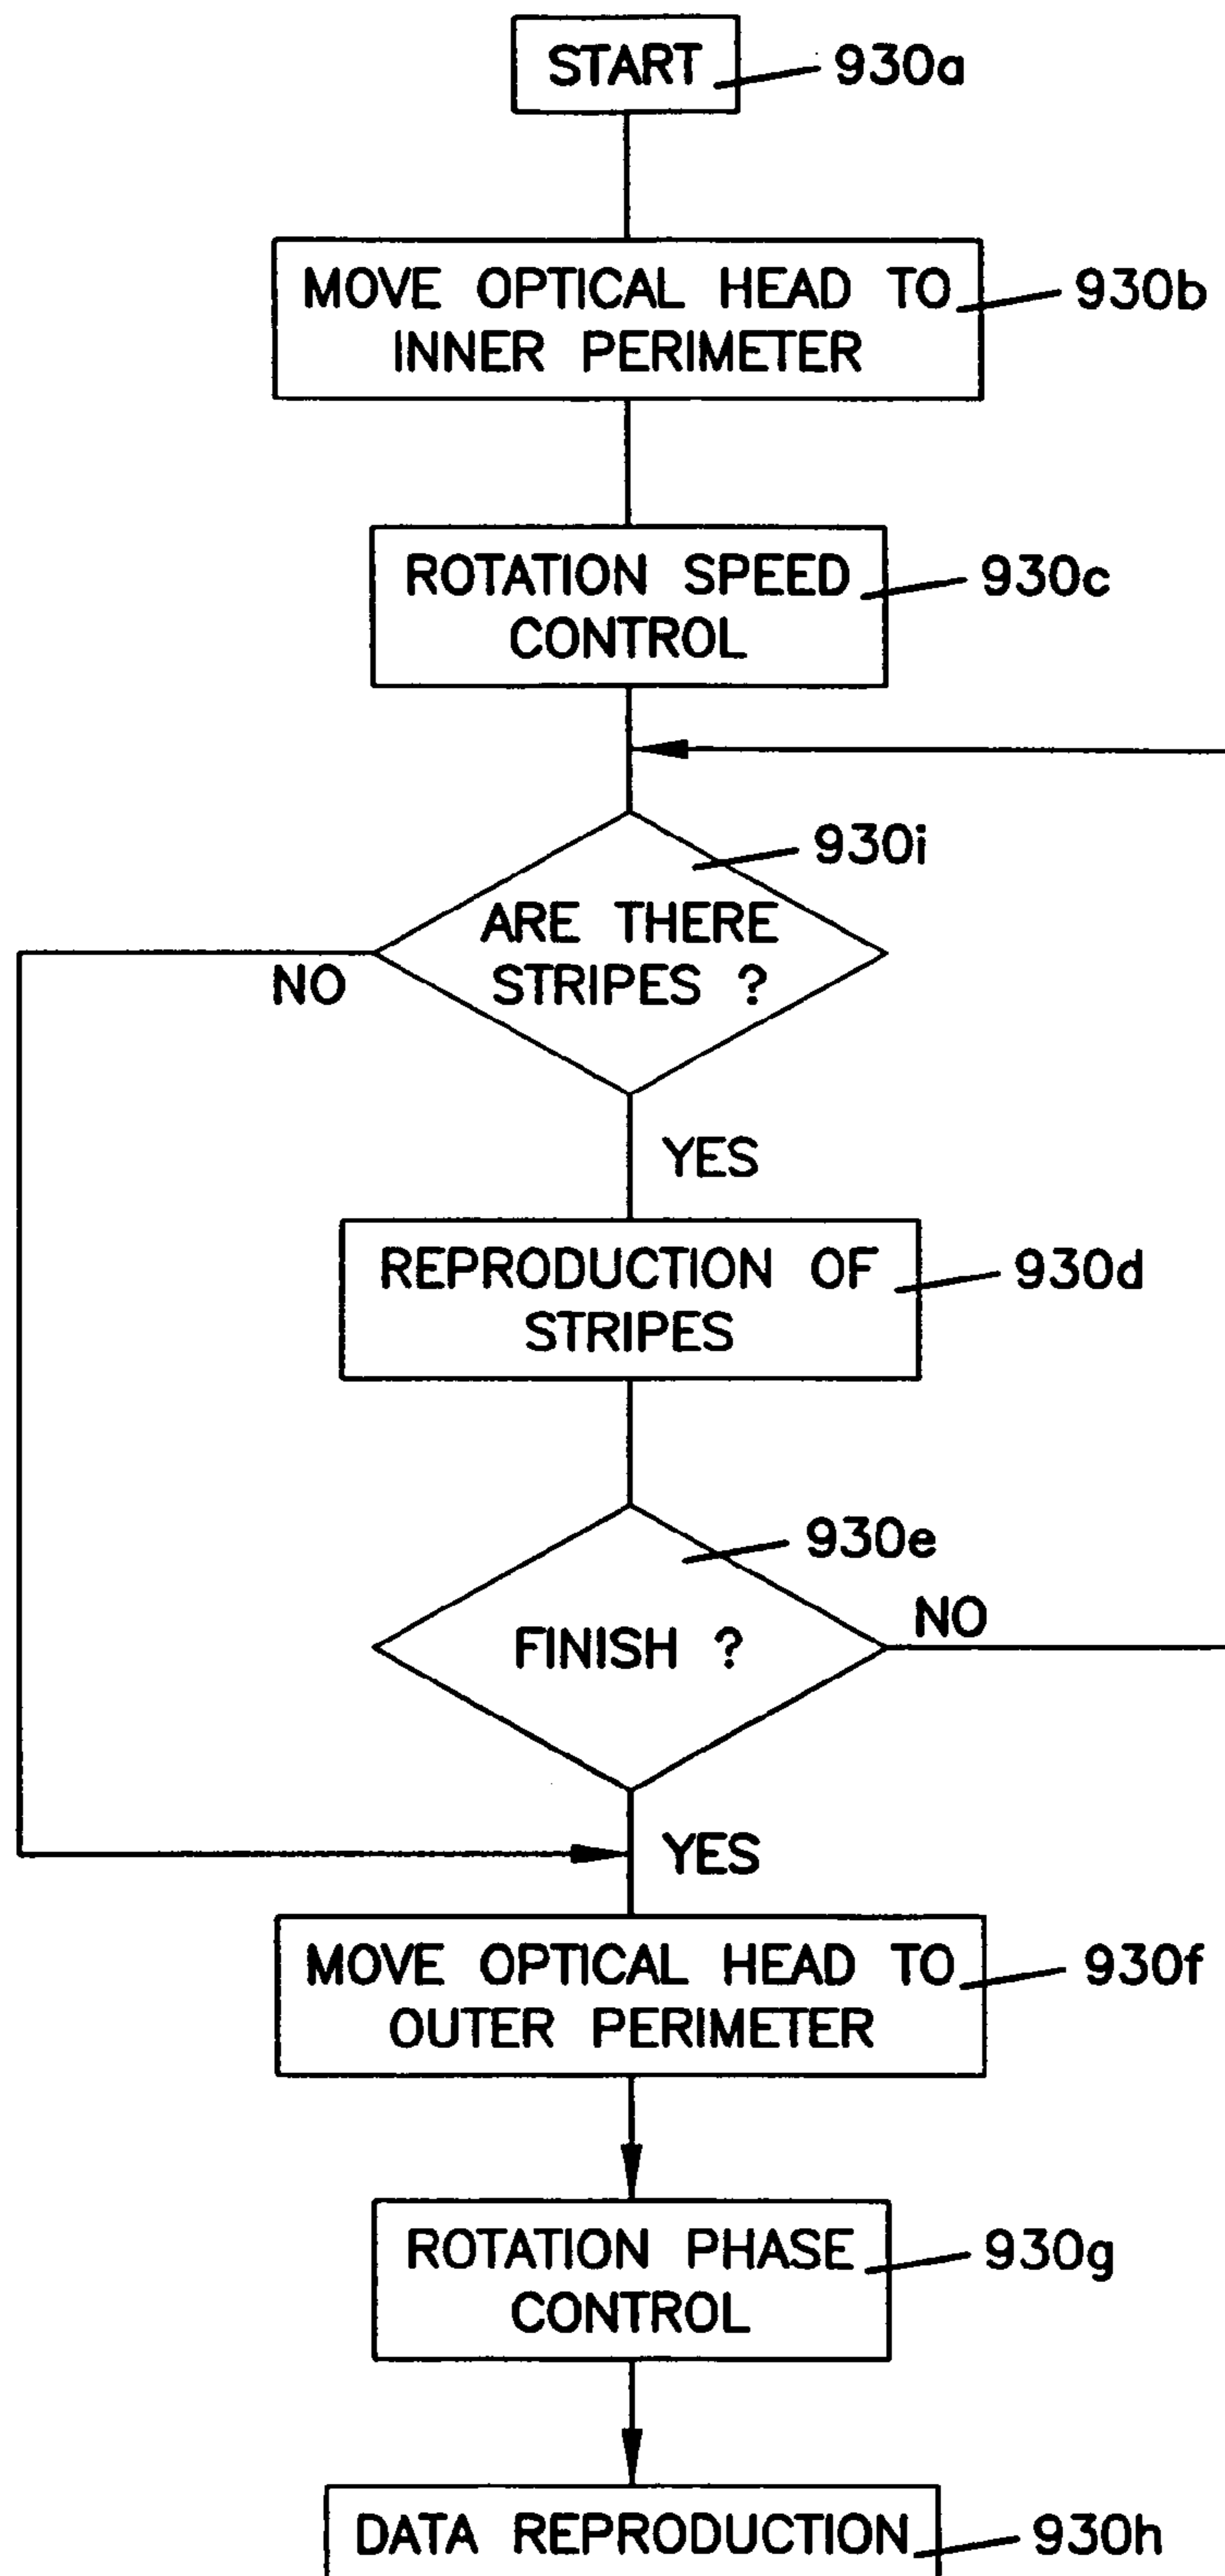 START 930a
MOVE OPTICAL HEAD TO 930b
INNER PERIMETER
ROTATION SPEED 930c
CONTROL
930i
ARE THERE
STRIPES ?
NO
YES
REPRODUCTION OF 930d
STRIPES
930e
FINISH ?
NO
YES
MOVE OPTICAL HEAD TO 930f
OUTER PERIMETER
ROTATION PHASE 930g
CONTROL
DATA REPRODUCTION 930h